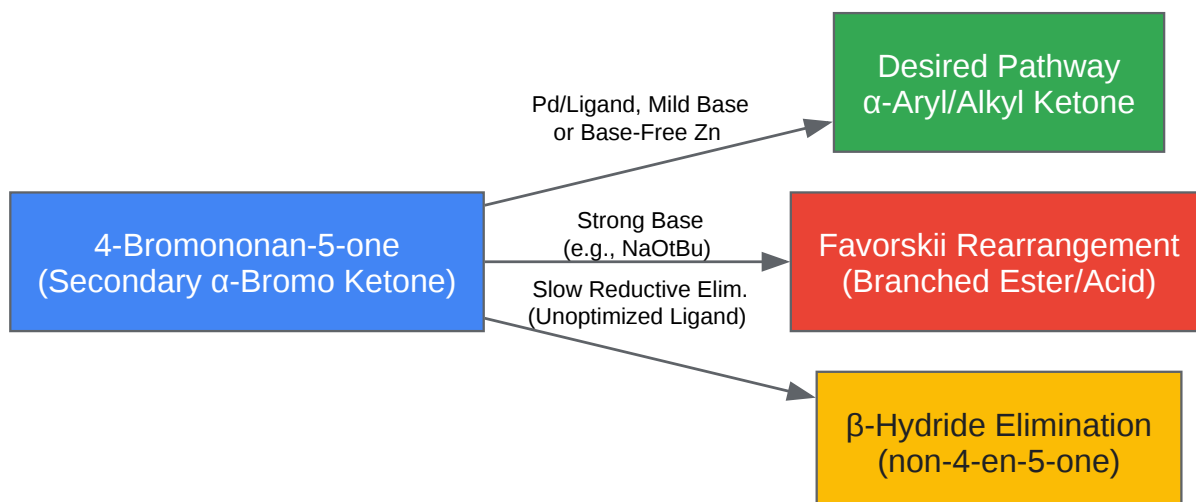 Desired Pathway
α-Aryl/Alkyl Ketone
Pd/Ligand, Mild Base
or Base-Free Zn
4-Bromononan-5-one
(Secondary α-Bromo Ketone)
Strong Base
(e.g., NaOtBu)
Favorskii Rearrangement
(Branched Ester/Acid)
Slow Reductive Elim.
(Unoptimized Ligand)
β-Hydride Elimination
(non-4-en-5-one)